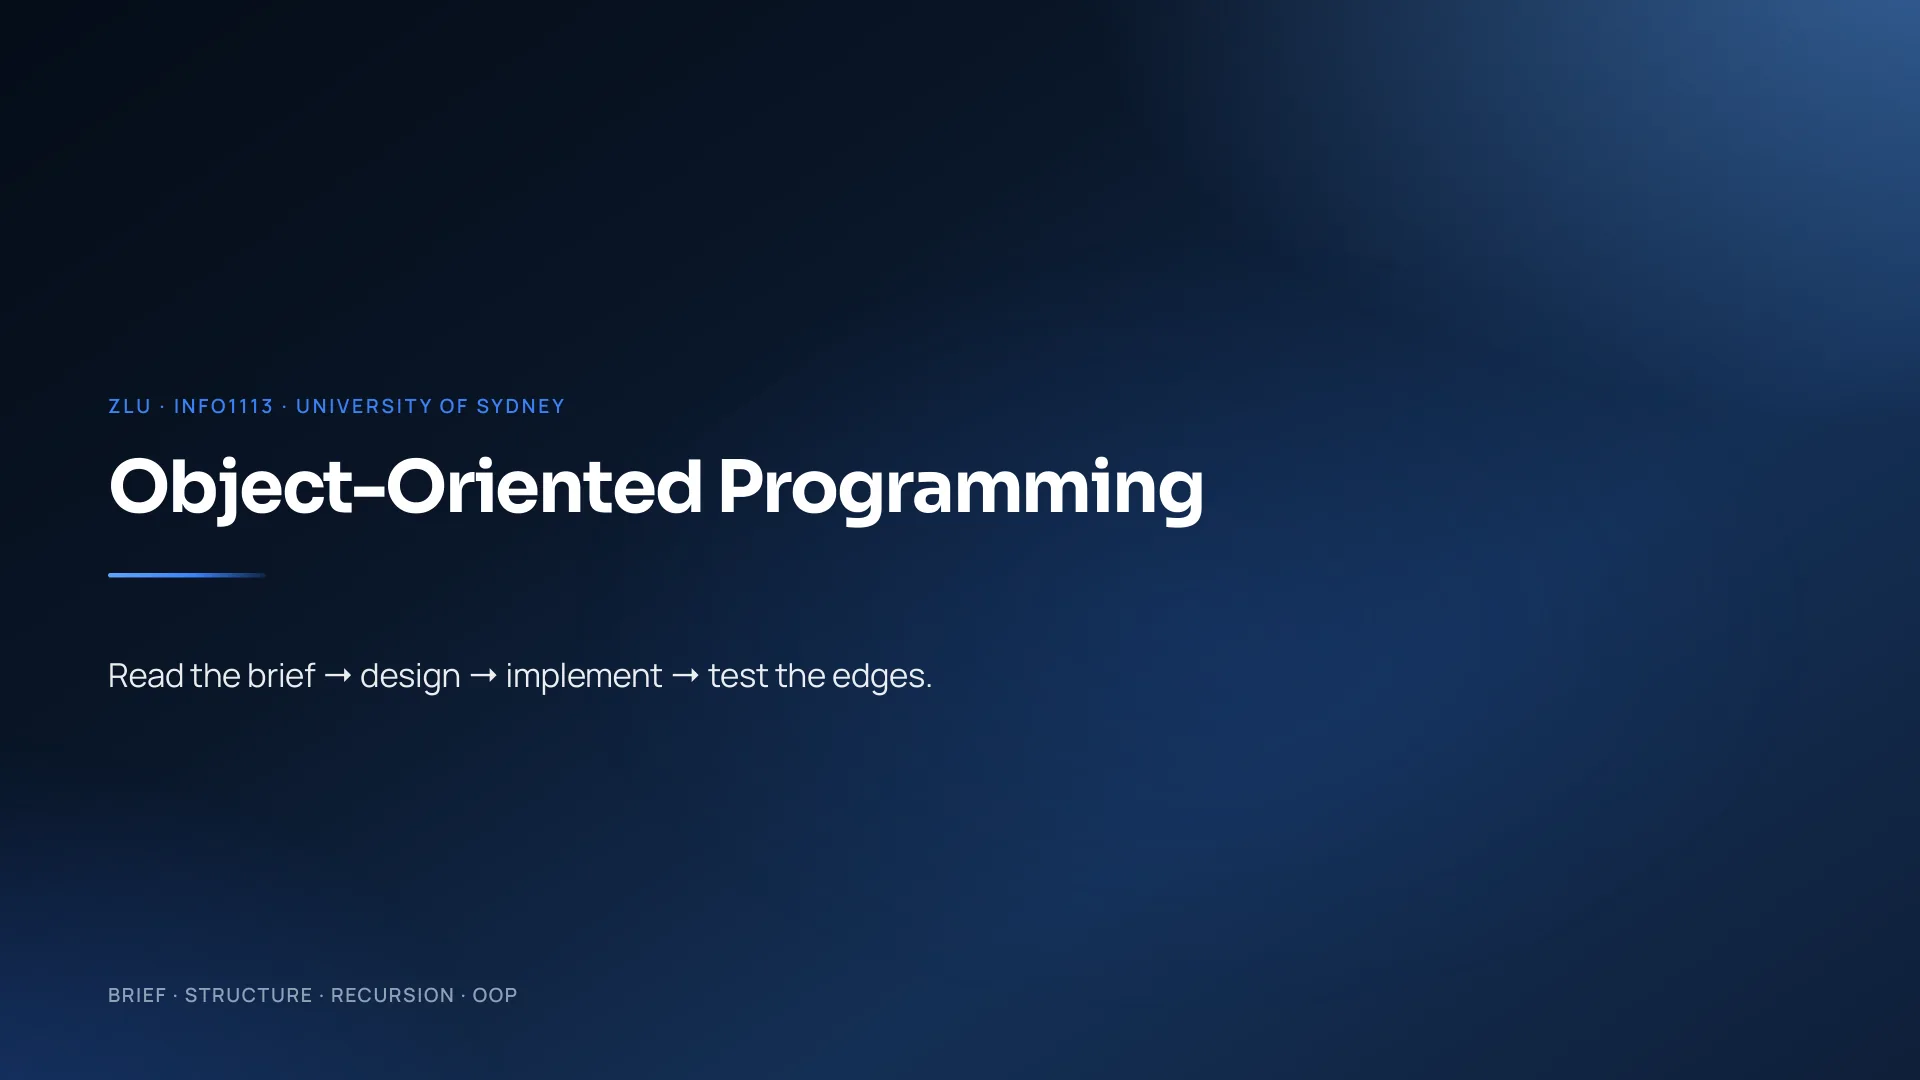 ZLU · INFO1113 · UNIVERSITY OF SYDNEY
Object-Oriented Programming
Read the brief → design → implement → test the edges.
BRIEF · STRUCTURE · RECURSION · OOP